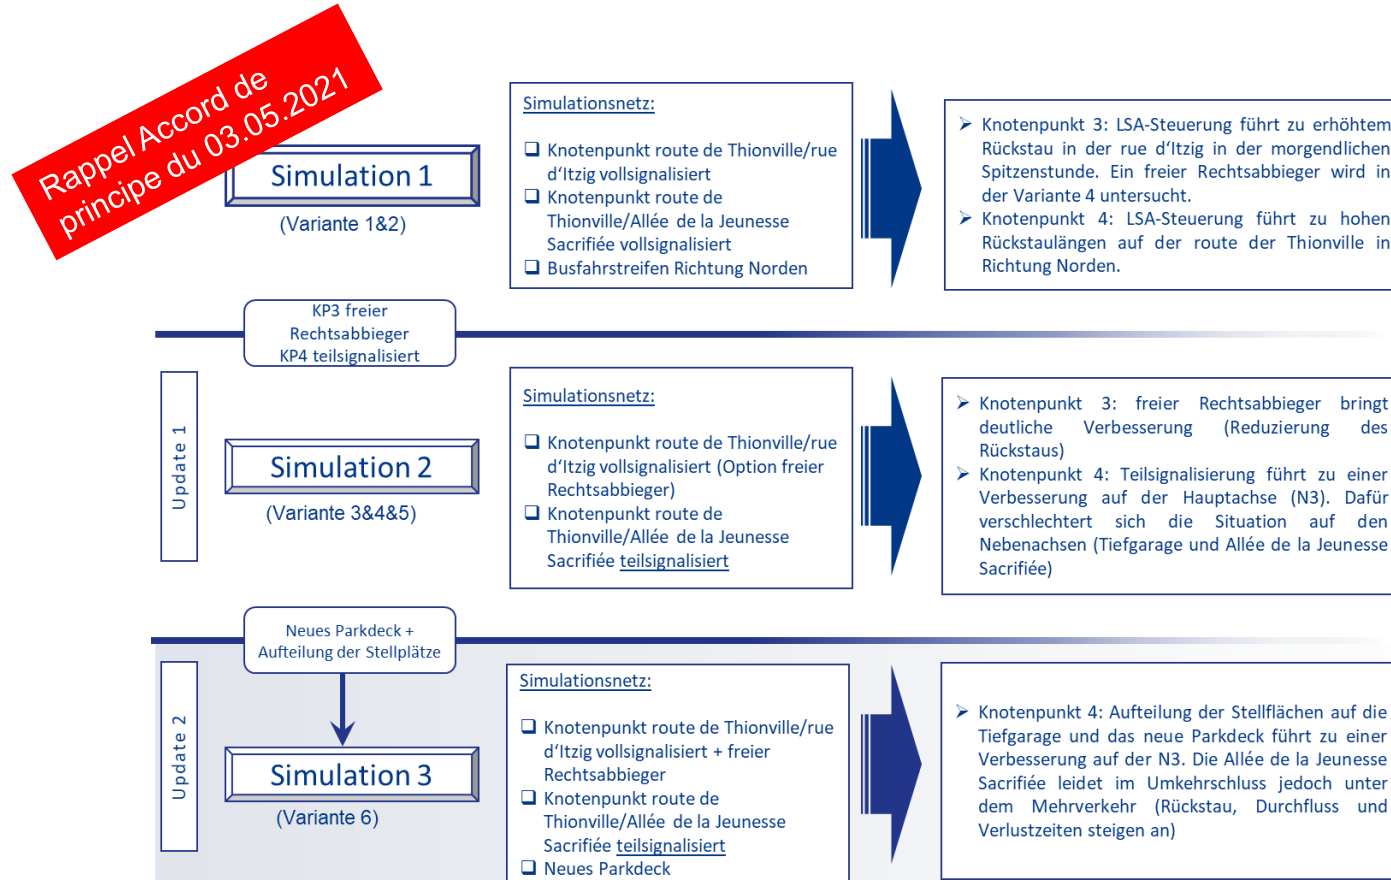 Rappel Accord de
principe du 03.05.2021
Simulation 1
(Variante 1&2)
Simulationsnetz:
❑ Knotenpunkt route de Thionville/rue
d‘Itzig vollsignalisiert
❑ Knotenpunkt route de
Thionville/Allée de la Jeunesse
Sacrifiée vollsignalisiert
❑ Busfahrstreifen Richtung Norden
➢ Knotenpunkt 3: LSA-Steuerung führt zu erhöhtem
Rückstau in der rue d‘Itzig in der morgendlichen
Spitzenstunde. Ein freier Rechtsabbieger wird in
der Variante 4 untersucht.
➢ Knotenpunkt 4: LSA-Steuerung führt zu hohen
Rückstaulängen auf der route der Thionville in
Richtung Norden.
KP3 freier
Rechtsabbieger
KP4 teilsignalisiert
Update 1
Simulation 2
(Variante 3&4&5)
Simulationsnetz:
❑ Knotenpunkt route de Thionville/rue
d‘Itzig vollsignalisiert (Option freier
Rechtsabbieger)
❑ Knotenpunkt route de
Thionville/Allée de la Jeunesse
Sacrifiée teilsignalisiert
➢ Knotenpunkt 3: freier Rechtsabbieger bringt
deutliche Verbesserung (Reduzierung des
Rückstaus)
➢ Knotenpunkt 4: Teilsignalisierung führt zu einer
Verbesserung auf der Hauptachse (N3). Dafür
verschlechtert sich die Situation auf den
Nebenachsen (Tiefgarage und Allée de la Jeunesse
Sacrifiée)
Neues Parkdeck +
Aufteilung der Stellplätze
Update 2
Simulation 3
(Variante 6)
Simulationsnetz:
❑ Knotenpunkt route de Thionville/rue
d‘Itzig vollsignalisiert + freier
Rechtsabbieger
❑ Knotenpunkt route de
Thionville/Allée de la Jeunesse
Sacrifiée teilsignalisiert
❑ Neues Parkdeck
➢ Knotenpunkt 4: Aufteilung der Stellflächen auf die
Tiefgarage und das neue Parkdeck führt zu einer
Verbesserung auf der N3. Die Allée de la Jeunesse
Sacrifiée leidet im Umkehrschluss jedoch unter
dem Mehrverkehr (Rückstau, Durchfluss und
Verlustzeiten steigen an)